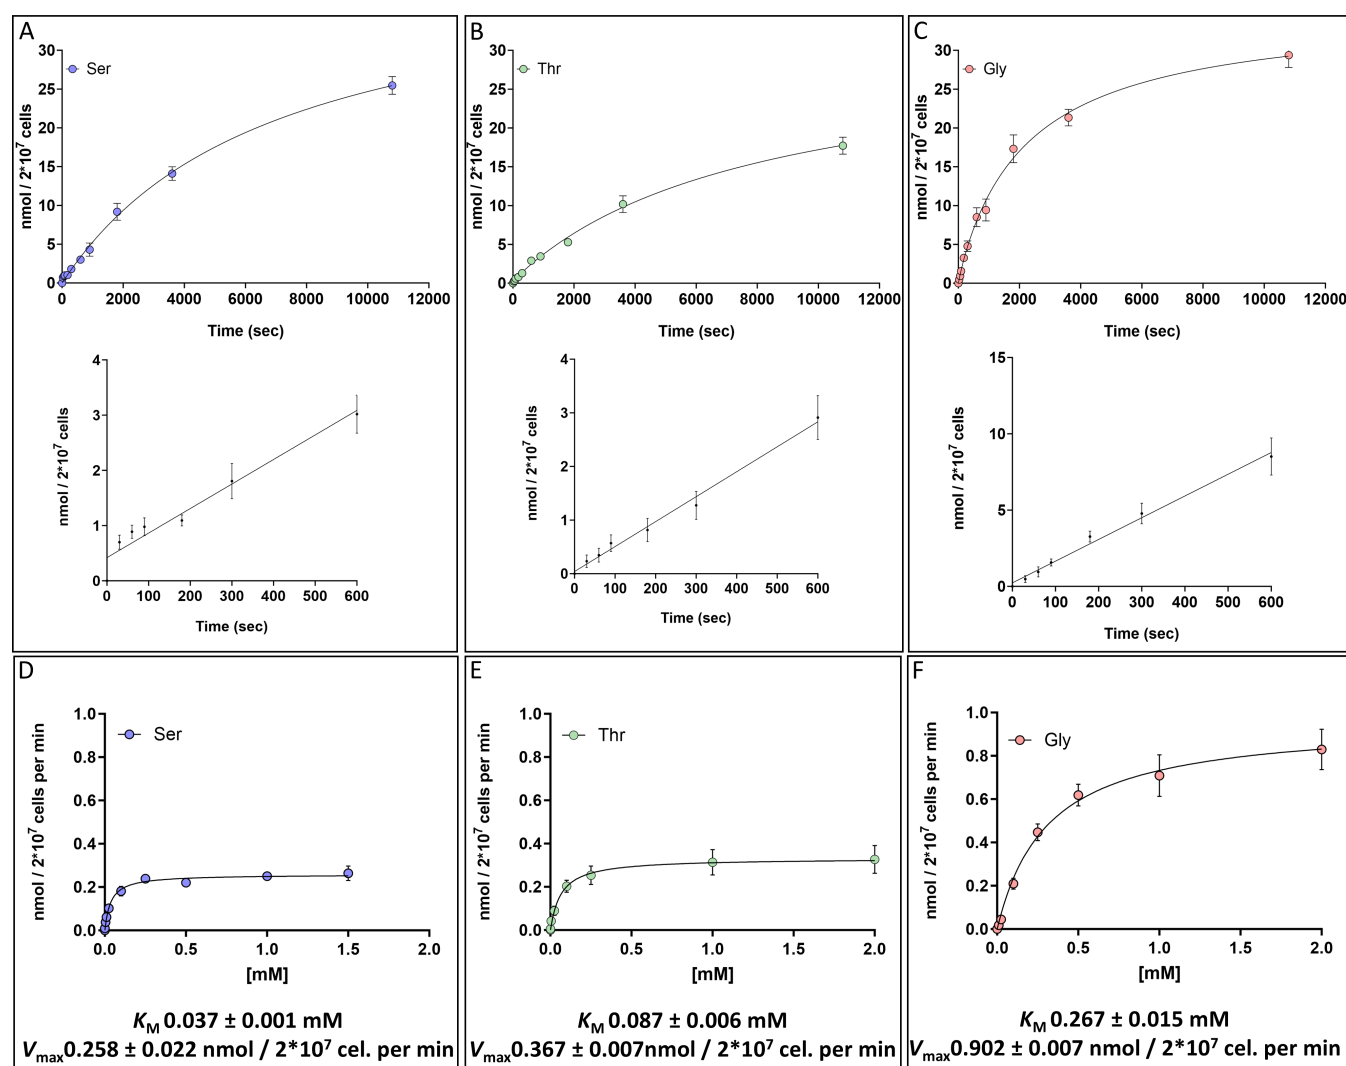 A
30
25
20
15
10
5
0
nmol / 2*10⁷ cells
Ser
0 2000 4000 6000 8000 10000 12000
Time (sec)
4
3
2
1
0
nmol / 2*10⁷ cells
0 100 200 300 400 500 600
Time (sec)
B
30
25
20
15
10
5
0
nmol / 2*10⁷ cells
Thr
0 2000 4000 6000 8000 10000 12000
Time (sec)
4
3
2
1
0
nmol / 2*10⁷ cells
0 100 200 300 400 500 600
Time (sec)
C
30
25
20
15
10
5
0
nmol / 2*10⁷ cells
Gly
0 2000 4000 6000 8000 10000 12000
Time (sec)
15
10
5
0
nmol / 2*10⁷ cells
0 100 200 300 400 500 600
Time (sec)
D
1.0
0.8
0.6
0.4
0.2
0.0
nmol / 2*10⁷ cells per min
Ser
0.0 0.5 1.0 1.5 2.0
[mM]
K_M 0.037 ± 0.001 mM
V_max 0.258 ± 0.022 nmol / 2*10⁷ cel. per min
E
1.0
0.8
0.6
0.4
0.2
0.0
nmol / 2*10⁷ cells per min
Thr
0.0 0.5 1.0 1.5 2.0
[mM]
K_M 0.087 ± 0.006 mM
V_max 0.367 ± 0.007nmol / 2*10⁷ cel. per min
F
1.0
0.8
0.6
0.4
0.2
0.0
nmol / 2*10⁷ cells per min
Gly
0.0 0.5 1.0 1.5 2.0
[mM]
K_M 0.267 ± 0.015 mM
V_max 0.902 ± 0.007 nmol / 2*10⁷ cel. per min